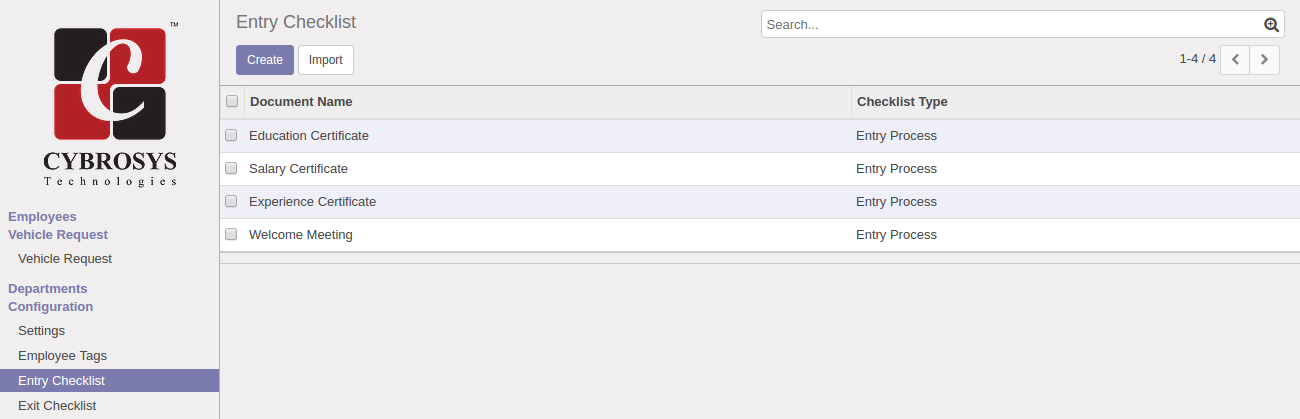 C
™
CYBROSYS
Technologies
Employees
Vehicle Request
Vehicle Request
Departments
Configuration
Settings
Employee Tags
Entry Checklist
Exit Checklist
Entry Checklist
Search...
Create Import
1-4 / 4
Document Name Checklist Type
Education Certificate Entry Process
Salary Certificate Entry Process
Experience Certificate Entry Process
Welcome Meeting Entry Process